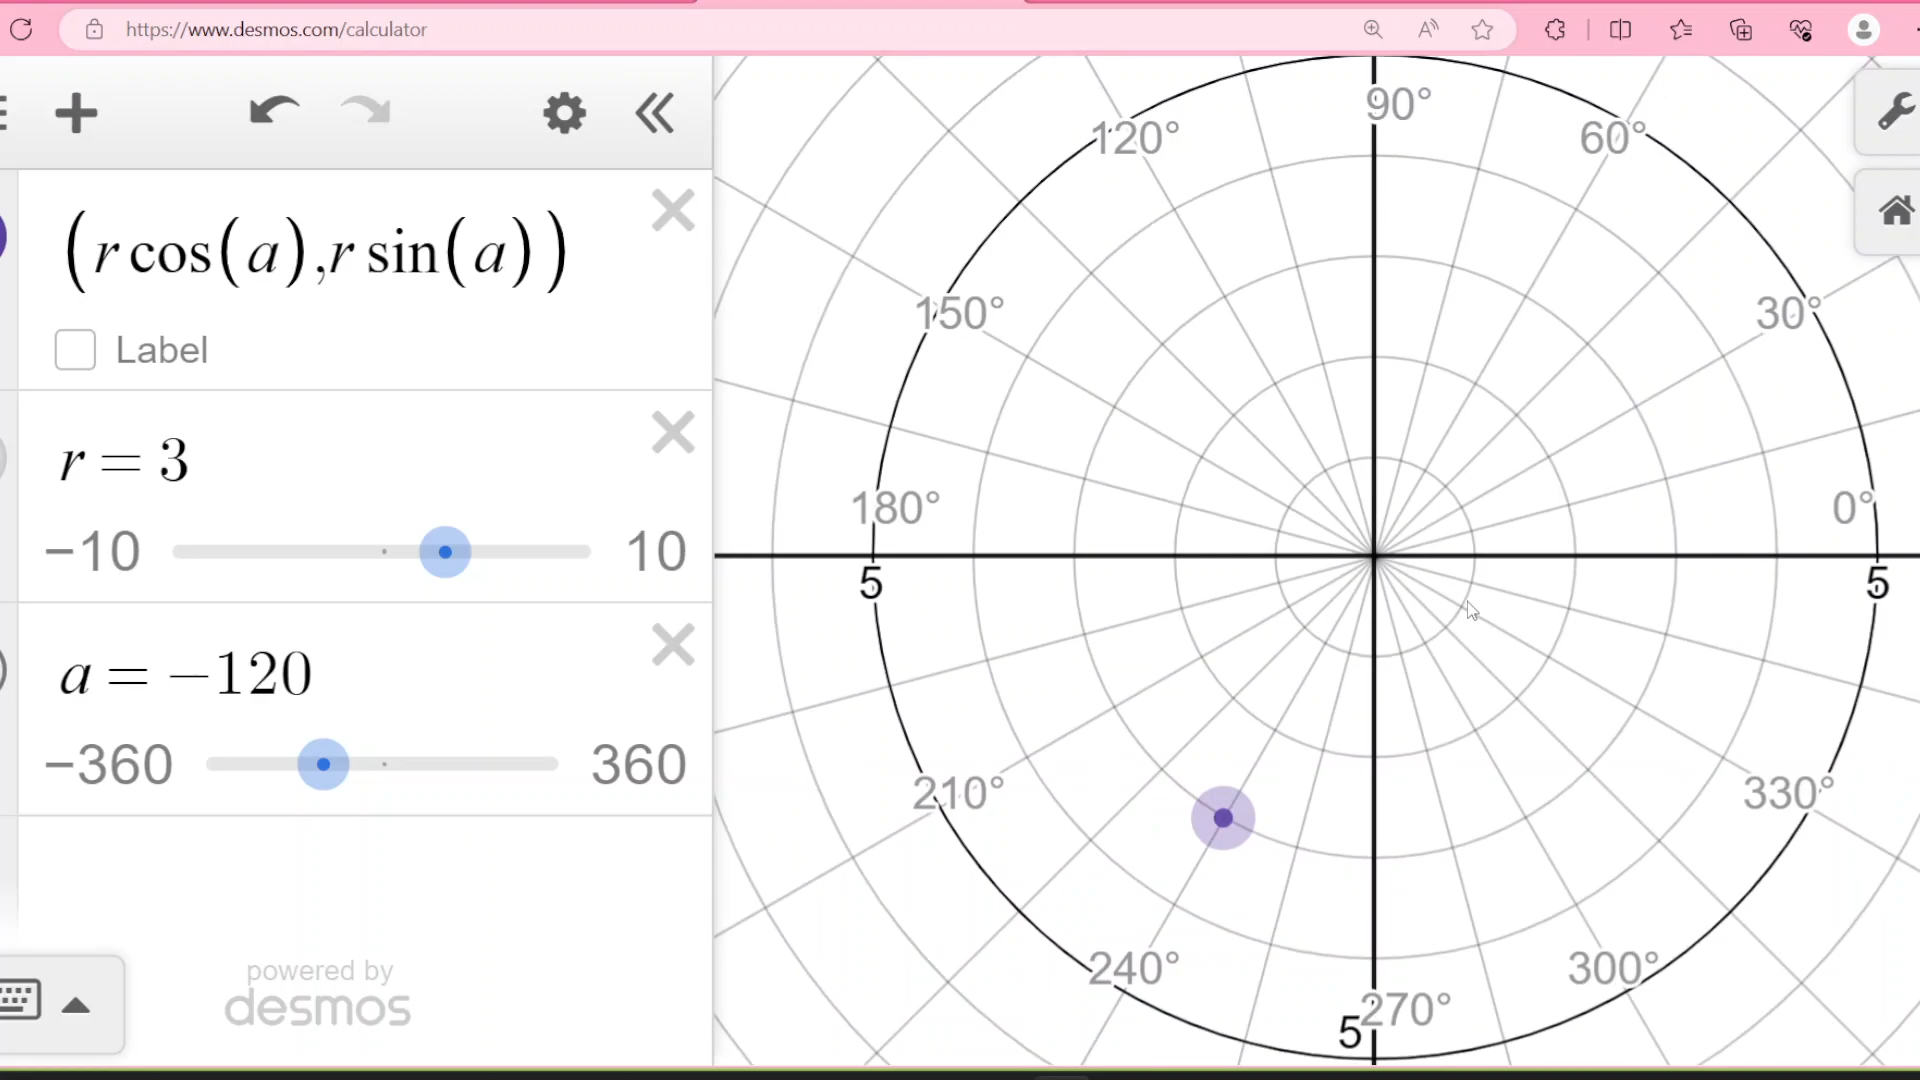 https://www.desmos.com/calculator
(r cos(a), r sin(a))
Label
r = 3
−10 10
a = −120
−360 360
powered by
desmos
90°
120° 60°
150° 30°
180° 0°
5 5
210° 330°
240° 300°
270°
5